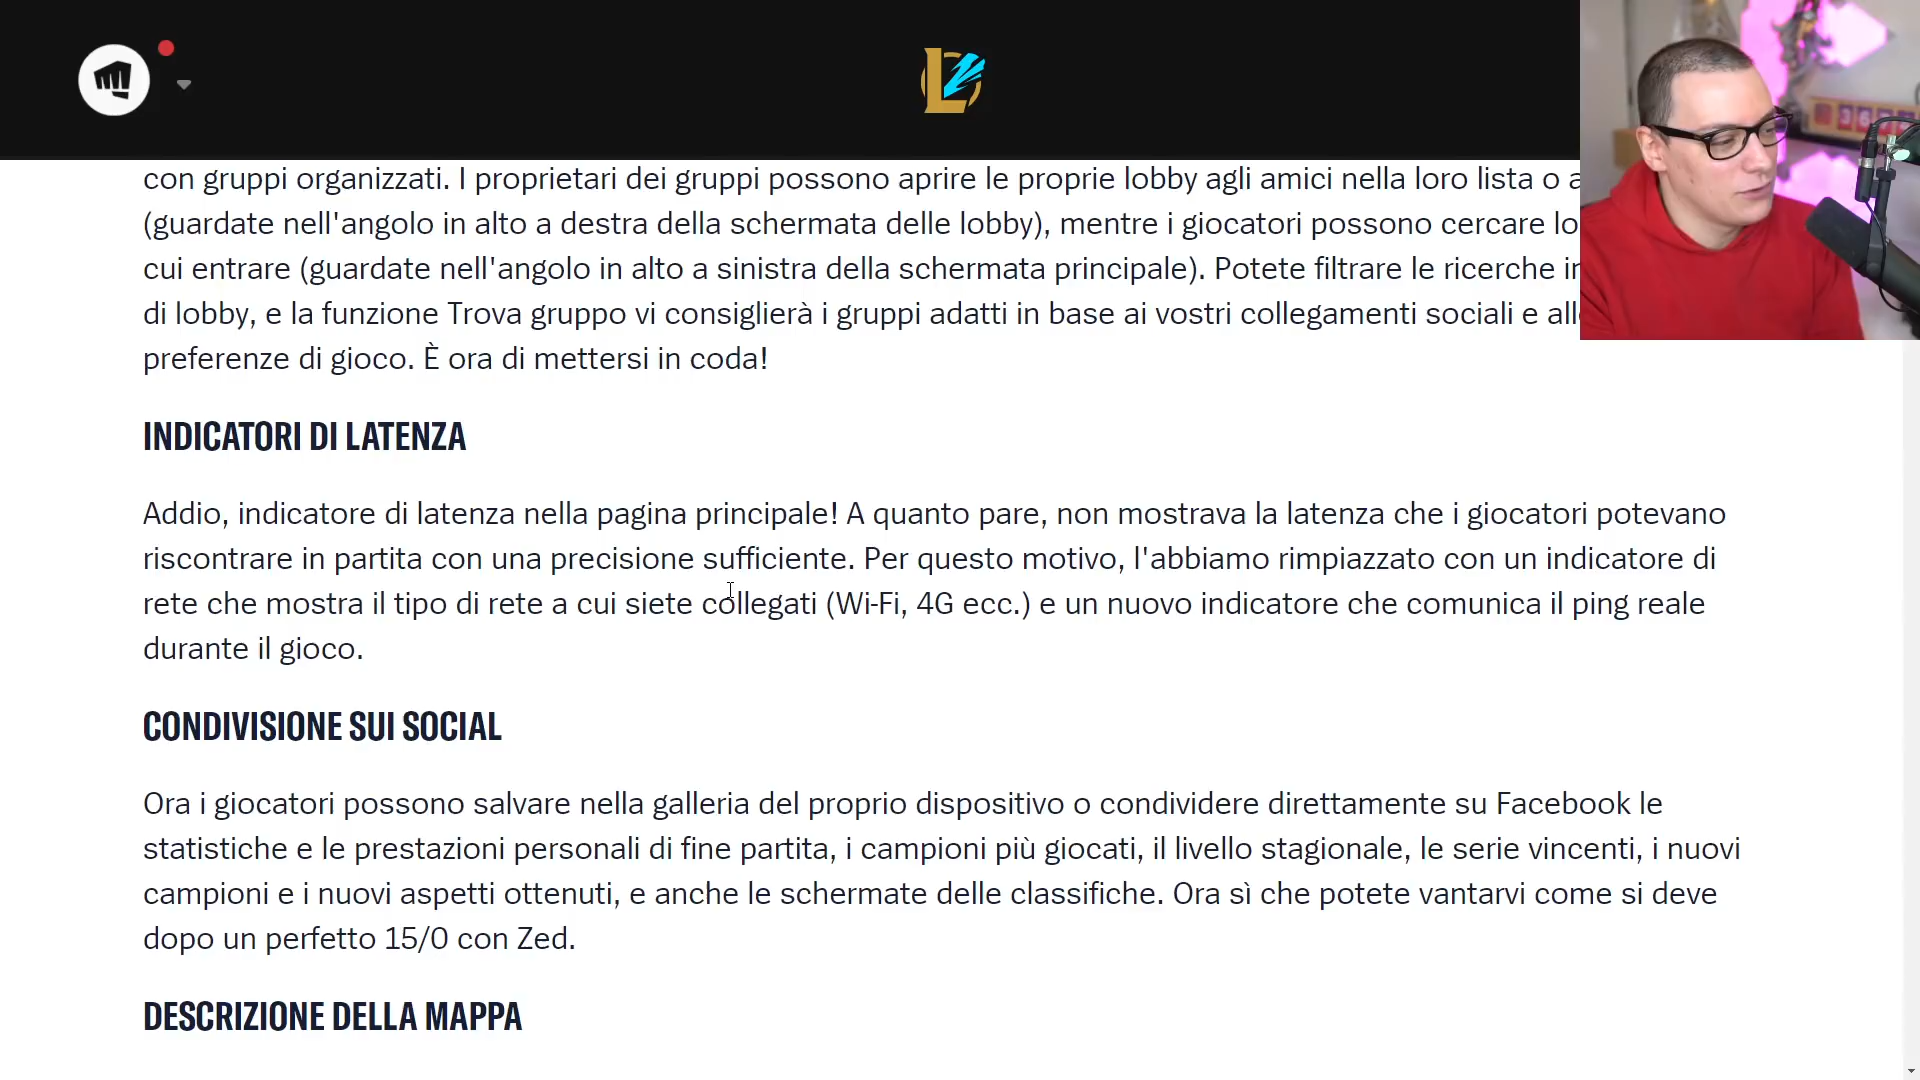 con gruppi organizzati. I proprietari dei gruppi possono aprire le proprie lobby agli amici nella loro lista o
(guardate nell'angolo in alto a destra della schermata delle lobby), mentre i giocatori possono cercare
cui entrare (guardate nell'angolo in alto a sinistra della schermata principale). Potete filtrare le ricerche
di lobby, e la funzione Trova gruppo vi consiglierà i gruppi adatti in base ai vostri collegamenti sociali e
preferenze di gioco. È ora di mettersi in coda!
INDICATORI DI LATENZA
Addio, indicatore di latenza nella pagina principale! A quanto pare, non mostrava la latenza che i giocatori potevano
riscontrare in partita con una precisione sufficiente. Per questo motivo, l'abbiamo rimpiazzato con un indicatore di
rete che mostra il tipo di rete a cui siete collegati (Wi-Fi, 4G ecc.) e un nuovo indicatore che comunica il ping reale
durante il gioco.
CONDIVISIONE SUI SOCIAL
Ora i giocatori possono salvare nella galleria del proprio dispositivo o condividere direttamente su Facebook le
statistiche e le prestazioni personali di fine partita, i campioni più giocati, il livello stagionale, le serie vincenti, i nuovi
campioni e i nuovi aspetti ottenuti, e anche le schermate delle classifiche. Ora sì che potete vantarvi come si deve
dopo un perfetto 15/0 con Zed.
DESCRIZIONE DELLA MAPPA